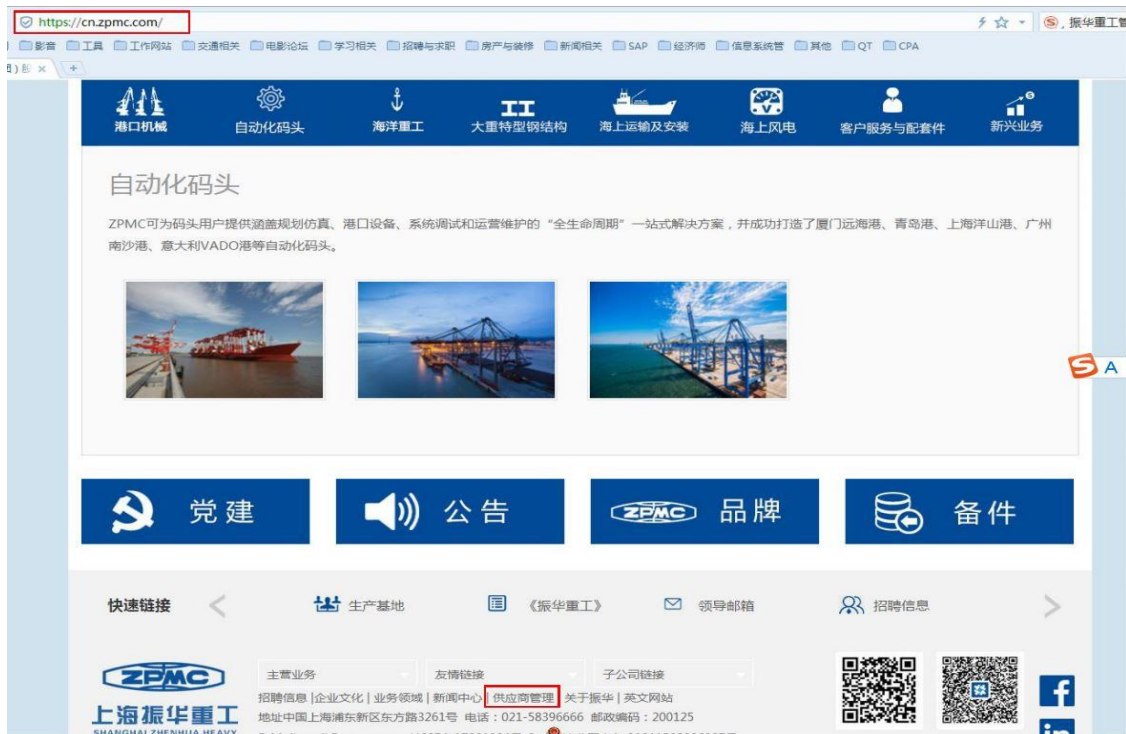 https://cn.zpmc.com/
振华重工管
影音 工具 工作网站 交通相关 电影论坛 学习相关 招聘与求职 房产与装修 新闻相关 SAP 经济师 信息系统管 其他 QT CPA
港口机械 自动化码头 海洋重工 大重特型钢结构 海上运输及安装 海上风电 客户服务与配套件 新兴业务
自动化码头
ZPMC可为码头用户提供涵盖规划仿真、港口设备、系统调试和运营维护的“全生命周期”一站式解决方案，并成功打造了厦门远海港、青岛港、上海洋山港、广州
南沙港、意大利VADO港等自动化码头。
S A
党建 公告 ZPMC 品牌 备件
快速链接 生产基地 《振华重工》 领导邮箱 招聘信息
ZPMC
上海振华重工
主营业务 友情链接 子公司链接
招聘信息 |企业文化 | 业务领域 | 新闻中心 | 供应商管理 | 关于振华 | 英文网站
地址中国上海浦东新区东方路3261号 电话：021-58396666 邮政编码：200125
f
in